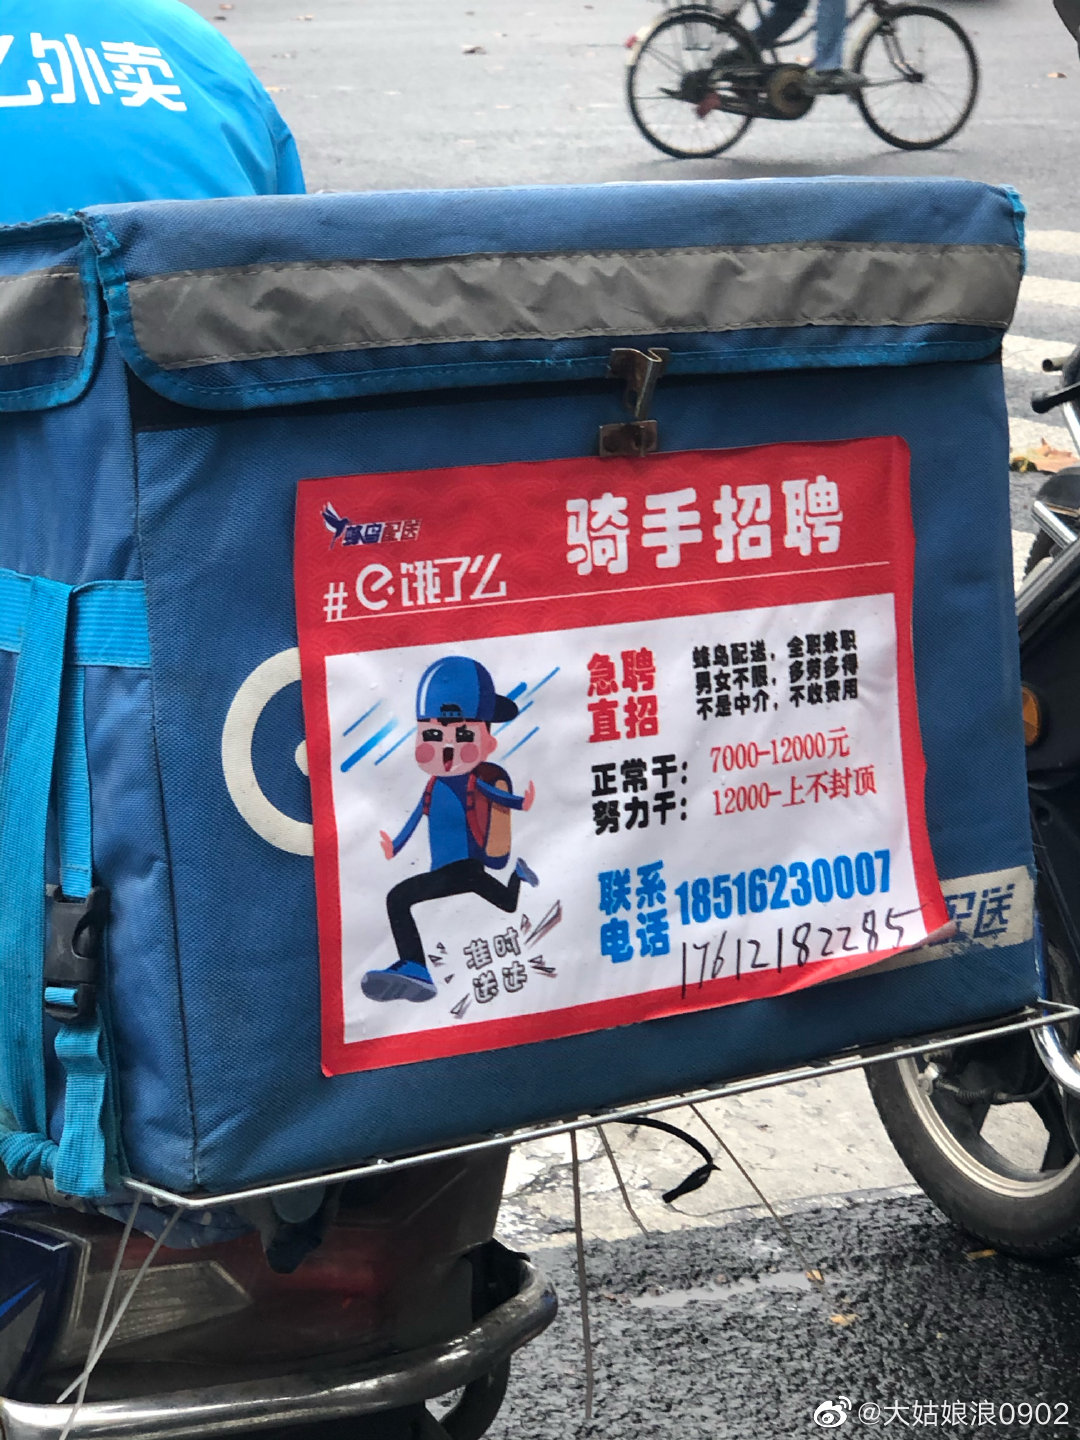 么外卖
蜂鸟配送
骑手招聘
#e·饿了么
急聘
直招
蜂鸟配送，全职兼职
男女不限，多劳多得
不是中介，不收费用
正常干：7000-12000元
努力干：12000-上不封顶
准时
送达
联系
电话
18516230007
17612182285
配送
@大姑娘浪0902